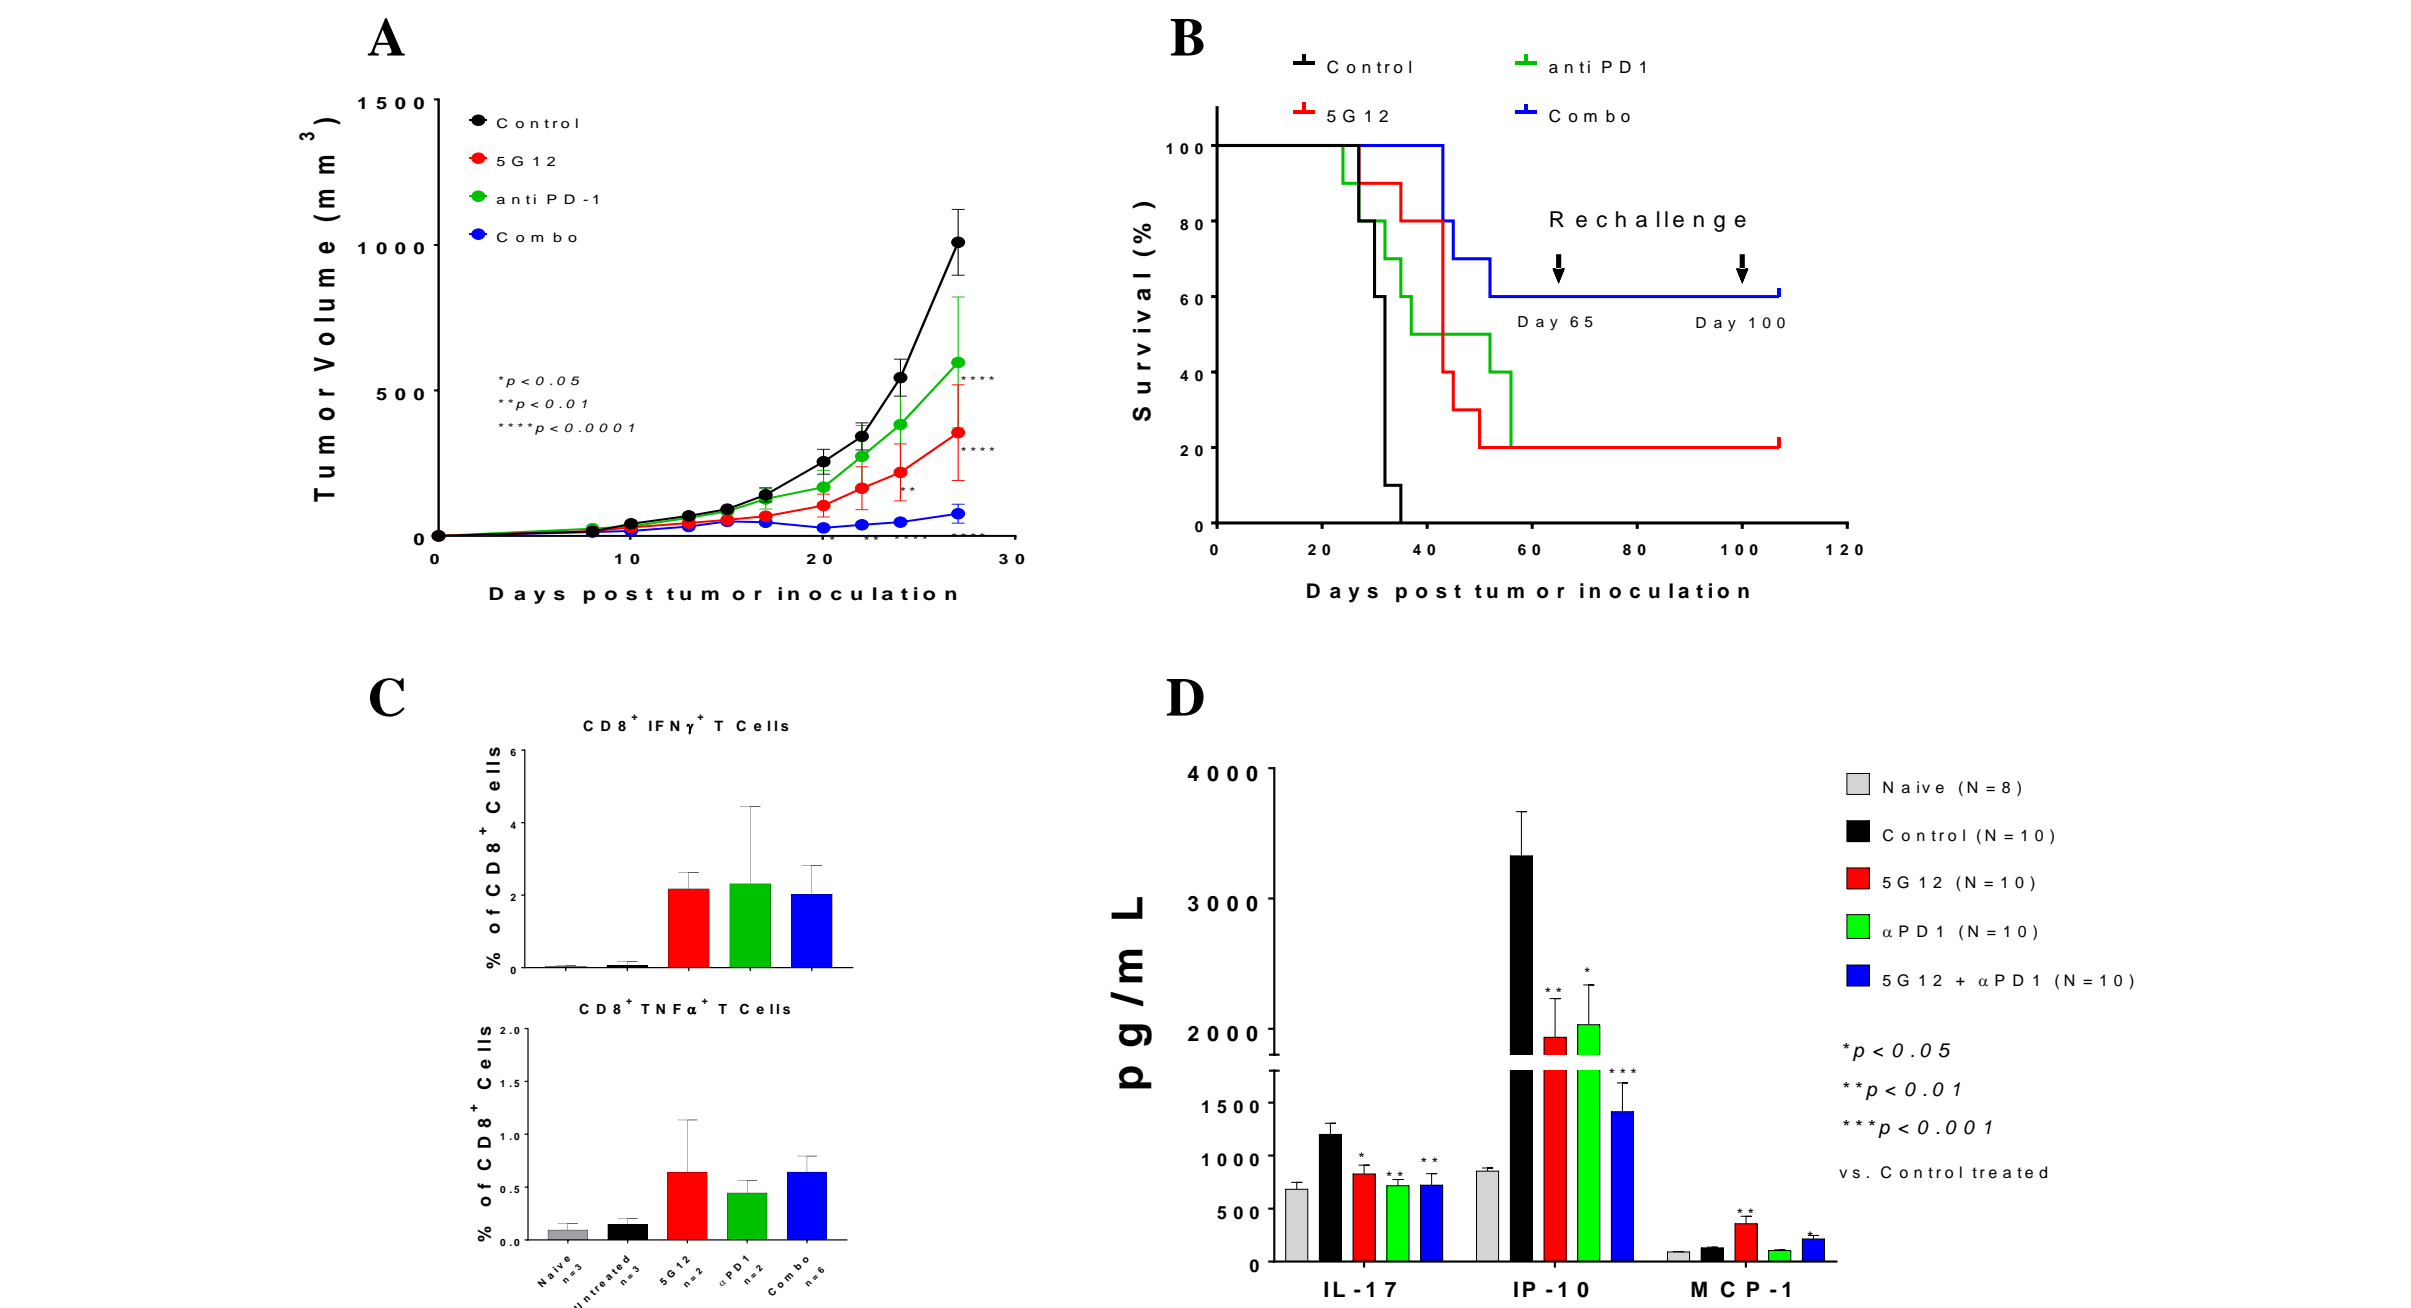 A
Tumor Volume (mm³)
1500
1000
500
0
Control
5G12
anti PD-1
Combo
*p<0.05
**p<0.01
****p<0.0001
****
****
**
* ** **** ****
0 10 20 30
Days post tumor inoculation
B
Control
5G12
anti PD1
Combo
Survival (%)
100
80
60
40
20
0
Rechallenge
Day 65 Day 100
0 20 40 60 80 100 120
Days post tumor inoculation
C
CD8⁺ IFNγ⁺ T Cells
% of CD8⁺ Cells
6
4
2
0
CD8⁺ TNFα⁺ T Cells
% of CD8⁺ Cells
2.0
1.5
1.0
0.5
0.0
Naive n=3
Untreated n=3
5G12 n=2
αPD1 n=2
Combo n=6
D
pg/mL
4000
3000
2000
1500
1000
500
0
* ** **
** * ***
** *
IL-17 IP-10 MCP-1
Naive (N=8)
Control (N=10)
5G12 (N=10)
αPD1 (N=10)
5G12 + αPD1 (N=10)
*p<0.05
**p<0.01
***p<0.001
vs. Control treated